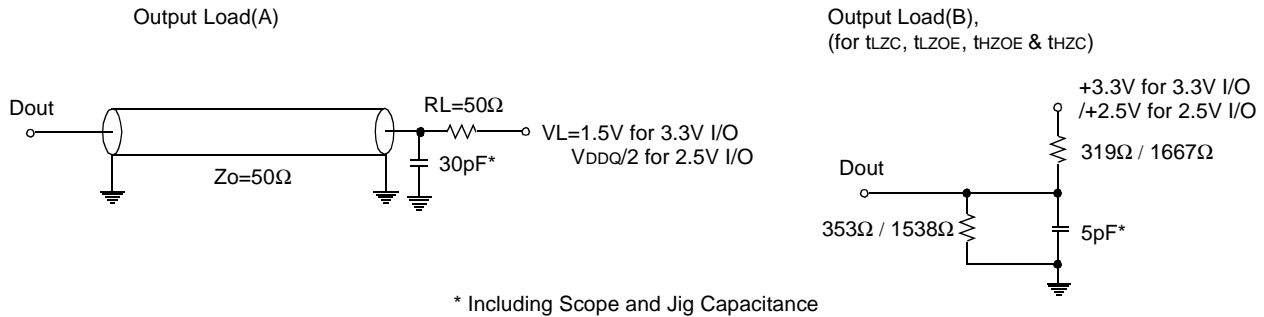 Output Load(A)
Dout
Zo=50Ω
RL=50Ω
30pF*
VL=1.5V for 3.3V I/O
VDDQ/2 for 2.5V I/O
Output Load(B),
(for tLZC, tLZOE, tHZOE & tHZC)
+3.3V for 3.3V I/O
/+2.5V for 2.5V I/O
319Ω / 1667Ω
Dout
353Ω / 1538Ω
5pF*
* Including Scope and Jig Capacitance